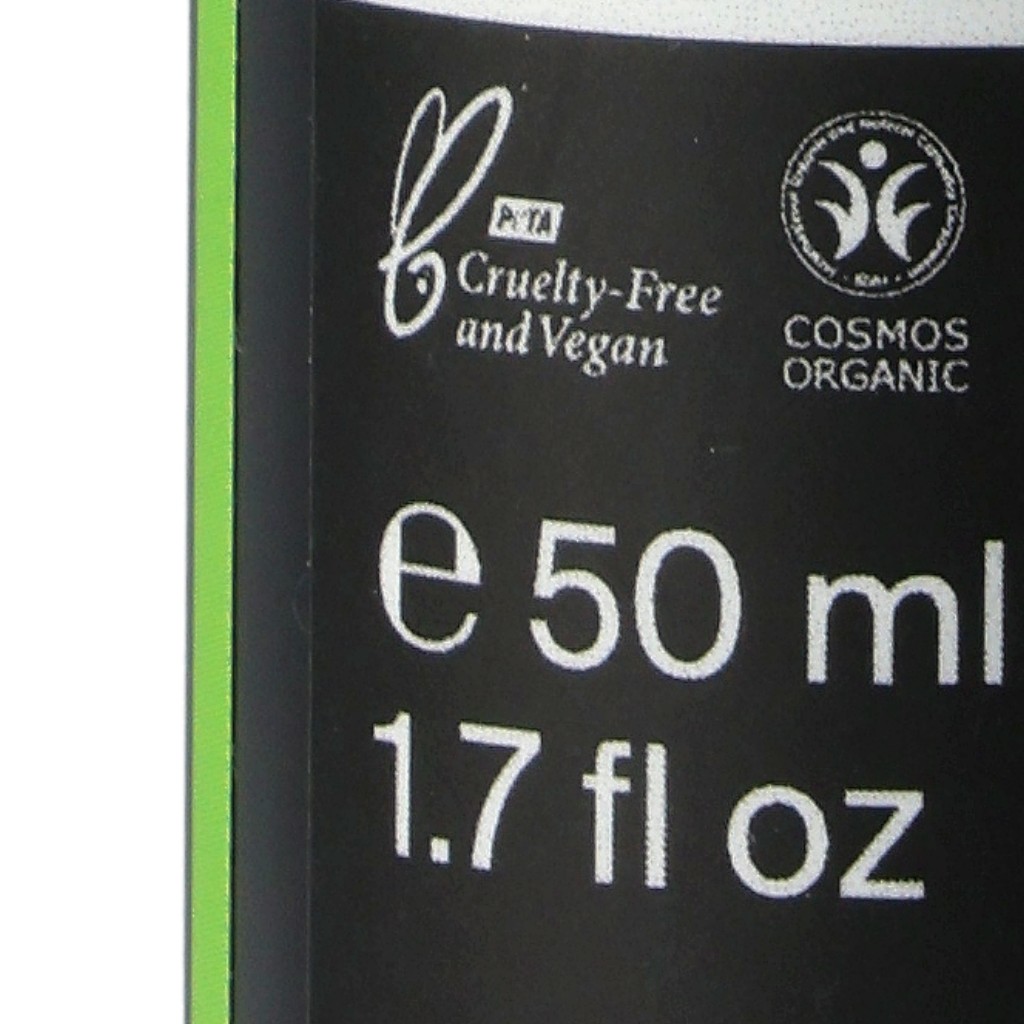 PETA
Cruelty-Free
and Vegan
COSMOS
ORGANIC
e 50 ml
1.7 fl oz